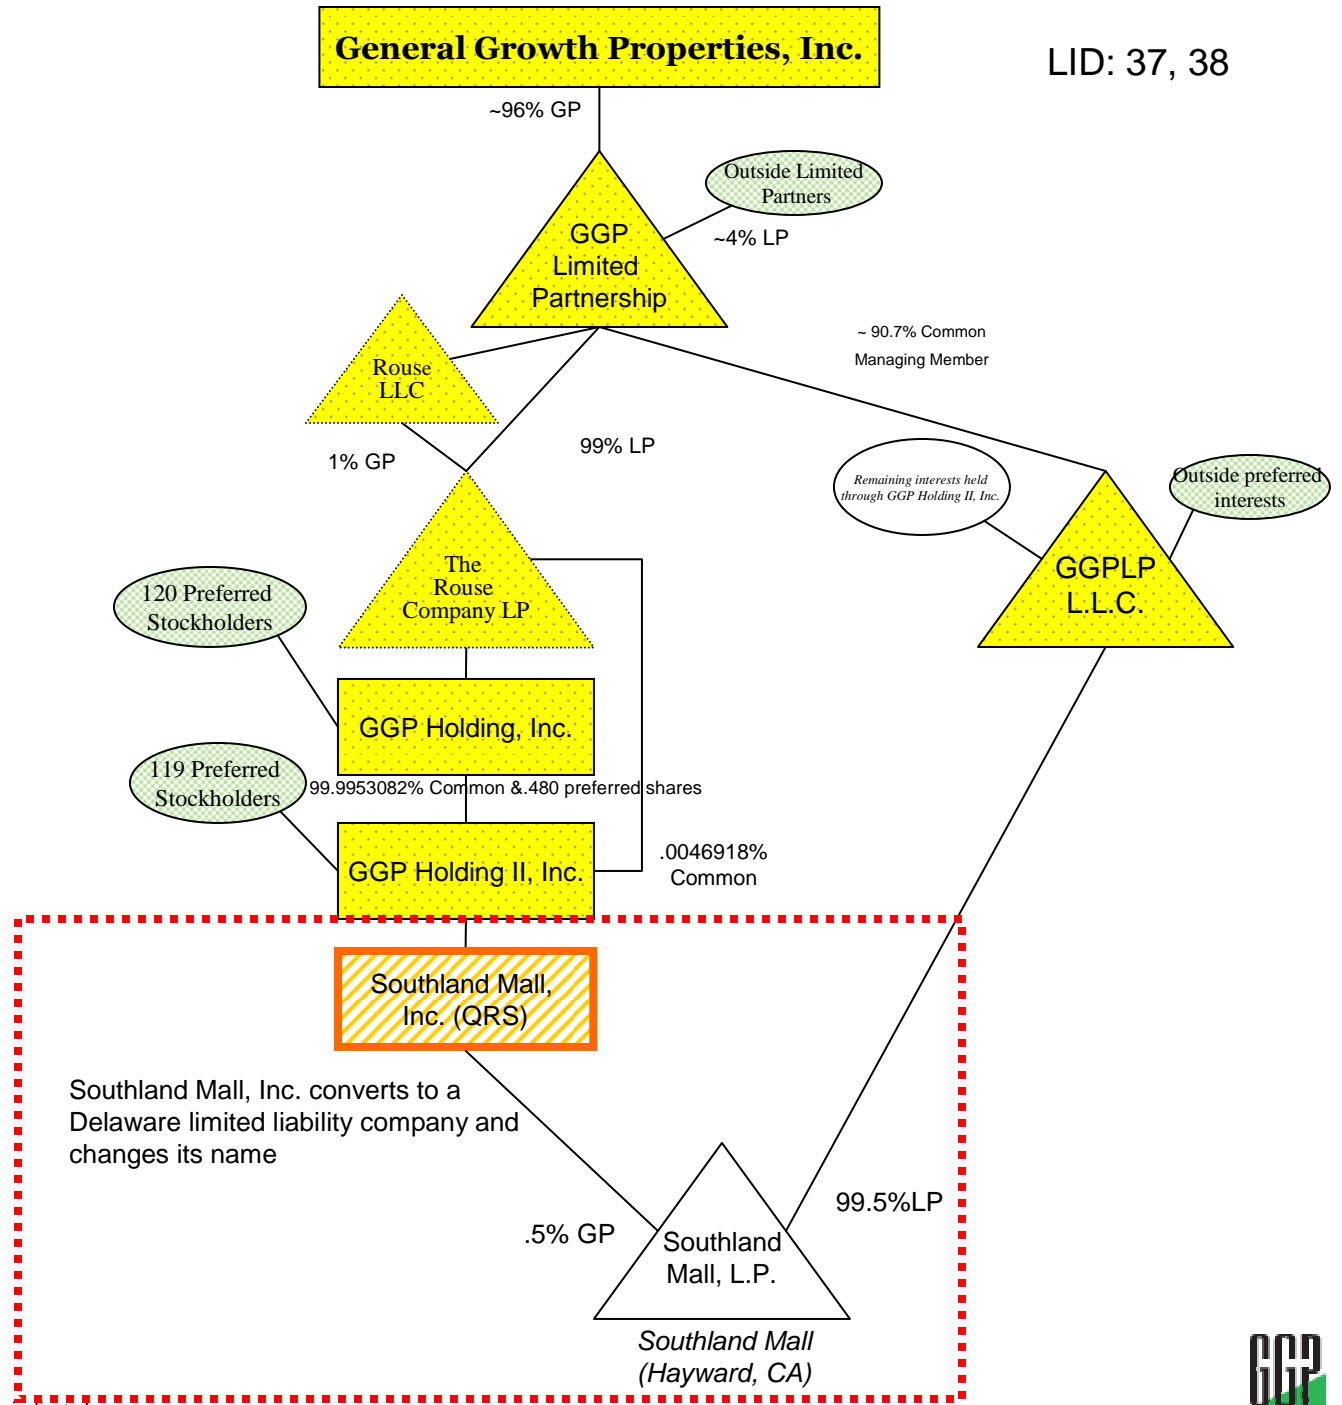 General Growth Properties, Inc.
LID: 37, 38
~96% GP
Outside Limited
Partners
GGP
Limited
Partnership
~4% LP
~ 90.7% Common
Managing Member
Rouse
LLC
1% GP
99% LP
Remaining interests held
through GGP Holding II, Inc.
Outside preferred
interests
The
Rouse
Company LP
GGPLP
L.L.C.
120 Preferred
Stockholders
GGP Holding, Inc.
119 Preferred
Stockholders
99.9953082% Common &.480 preferred shares
GGP Holding II, Inc.
.0046918%
Common
Southland Mall,
Inc. (QRS)
Southland Mall, Inc. converts to a
Delaware limited liability company and
changes its name
99.5%LP
.5% GP
Southland
Mall, L.P.
Southland Mall
(Hayward, CA)
GGP